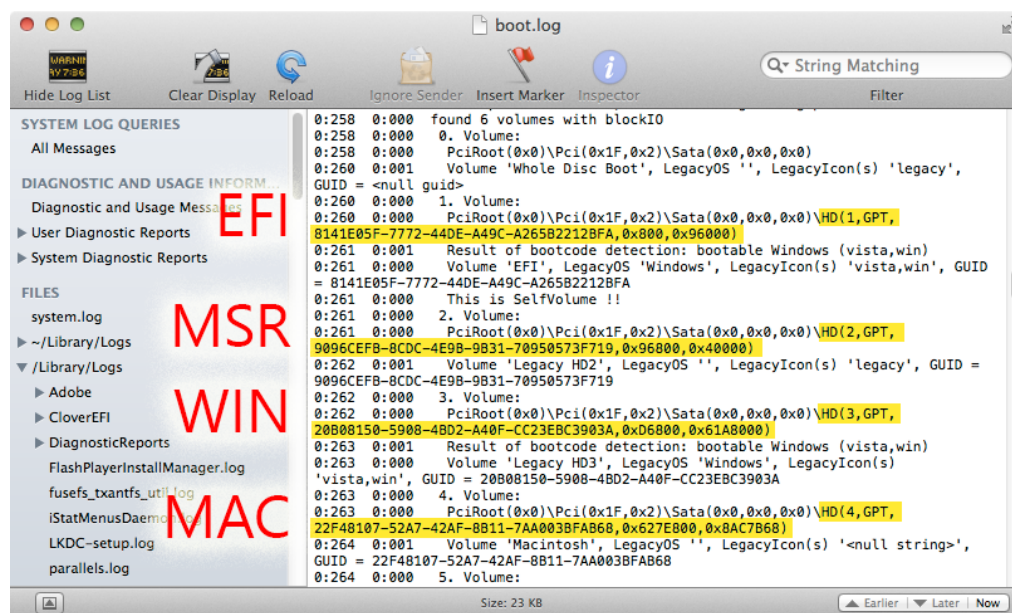 boot.log
WARNIN
AY 7:36
7:36
Hide Log List
Clear Display
Reload
Ignore Sender
Insert Marker
Inspector
String Matching
Filter
SYSTEM LOG QUERIES
All Messages
DIAGNOSTIC AND USAGE INFORM...
Diagnostic and Usage Messages
User Diagnostic Reports
System Diagnostic Reports
FILES
system.log
~/Library/Logs
/Library/Logs
Adobe
CloverEFI
DiagnosticReports
FlashPlayerInstallManager.log
fusefs_txantfs_util.log
iStatMenusDaemon.log
LKDC-setup.log
parallels.log
EFI
MSR
WIN
MAC
0:258 0:000 found 6 volumes with blockIO
0:258 0:000 0. Volume:
0:258 0:000 PciRoot(0x0)\Pci(0x1F,0x2)\Sata(0x0,0x0,0x0)
0:260 0:001 Volume 'Whole Disc Boot', LegacyOS '', LegacyIcon(s) 'legacy',
GUID = <null guid>
0:260 0:000 1. Volume:
0:260 0:000 PciRoot(0x0)\Pci(0x1F,0x2)\Sata(0x0,0x0,0x0)\HD(1,GPT,
8141E05F-7772-44DE-A49C-A265B2212BFA,0x800,0x96000)
0:261 0:001 Result of bootcode detection: bootable Windows (vista,win)
0:261 0:000 Volume 'EFI', LegacyOS 'Windows', LegacyIcon(s) 'vista,win', GUID
= 8141E05F-7772-44DE-A49C-A265B2212BFA
0:261 0:000 This is SelfVolume !!
0:261 0:000 2. Volume:
0:261 0:000 PciRoot(0x0)\Pci(0x1F,0x2)\Sata(0x0,0x0,0x0)\HD(2,GPT,
9096CEFB-8CDC-4E9B-9B31-70950573F719,0x96800,0x40000)
0:262 0:001 Volume 'Legacy HD2', LegacyOS '', LegacyIcon(s) 'legacy', GUID =
9096CEFB-8CDC-4E9B-9B31-70950573F719
0:262 0:000 3. Volume:
0:262 0:000 PciRoot(0x0)\Pci(0x1F,0x2)\Sata(0x0,0x0,0x0)\HD(3,GPT,
20B08150-5908-4BD2-A40F-CC23EBC3903A,0xD6800,0x61A8000)
0:263 0:001 Result of bootcode detection: bootable Windows (vista,win)
0:263 0:000 Volume 'Legacy HD3', LegacyOS 'Windows', LegacyIcon(s)
'vista,win', GUID = 20B08150-5908-4BD2-A40F-CC23EBC3903A
0:263 0:000 4. Volume:
0:263 0:000 PciRoot(0x0)\Pci(0x1F,0x2)\Sata(0x0,0x0,0x0)\HD(4,GPT,
22F48107-52A7-42AF-8B11-7AA003BFAB68,0x627E800,0x8AC7B68)
0:264 0:001 Volume 'Macintosh', LegacyOS '', LegacyIcon(s) '<null string>',
GUID = 22F48107-52A7-42AF-8B11-7AA003BFAB68
0:264 0:000 5. Volume:
Size: 23 KB
Earlier
Later
Now